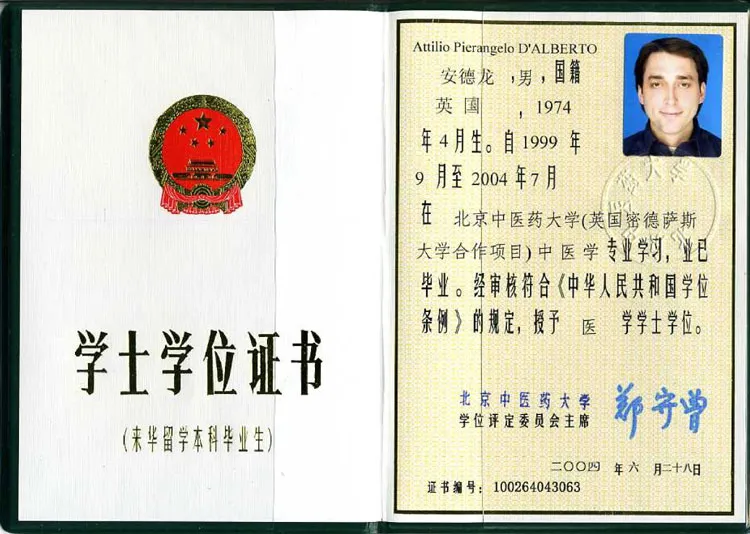 学士学位证书
(来华留学本科毕业生)
Attilio Pierangelo D'ALBERTO
安德龙 ,男,国籍
英国 ,1974
年4月生。自1999 年
9 月至 2004 年7月
在 北京中医药大学(英国密德萨斯
大学合作项目)中医学 专业学习,业已
毕业。经审核符合《中华人民共和国学位
条例》的规定,授予 医 学学士学位。
北京中医药大学
学位评定委员会主席
郑守曾
二〇〇四 年 六 月二十八日
证书编号:100264043063